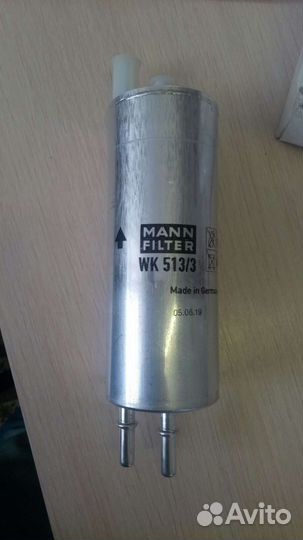 MANN
FILTER
WK 513/3
Made in German
05.06.19
Avito